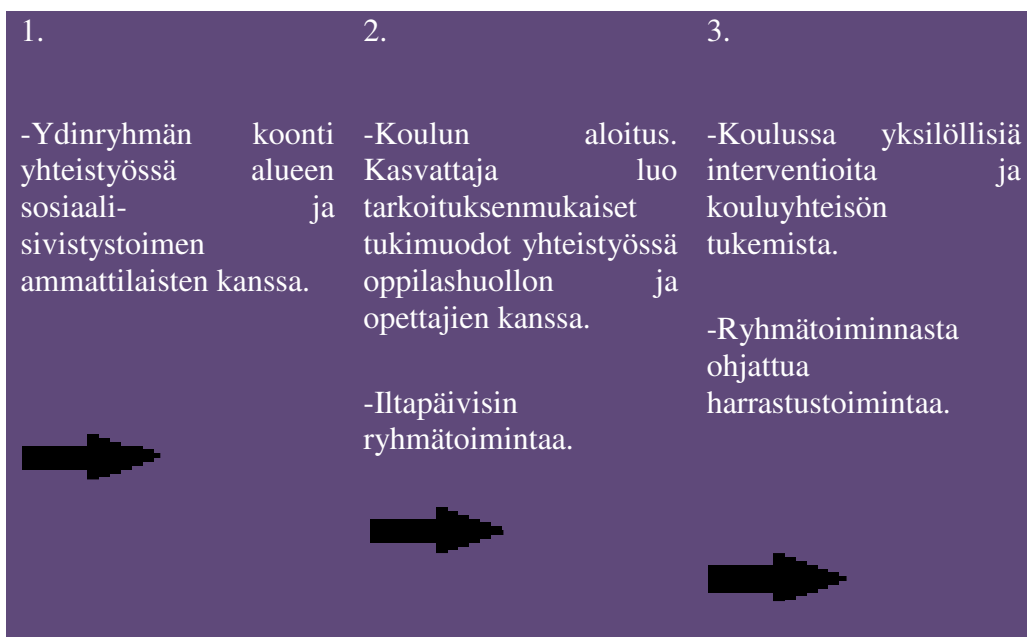 1.
-Ydinryhmän koonti
yhteistyössä alueen
sosiaali- ja
sivistystoimen
ammattilaisten kanssa.
2.
-Koulun aloitus.
Kasvattaja luo
tarkoituksenmukaiset
tukimuodot yhteistyössä
oppilashuollon ja
opettajien kanssa.
-Iltapäivisin
ryhmätoimintaa.
3.
-Koulussa yksilöllisiä
interventioita ja
kouluyhteisön
tukemista.
-Ryhmätoiminnasta
ohjattua
harrastustoimintaa.